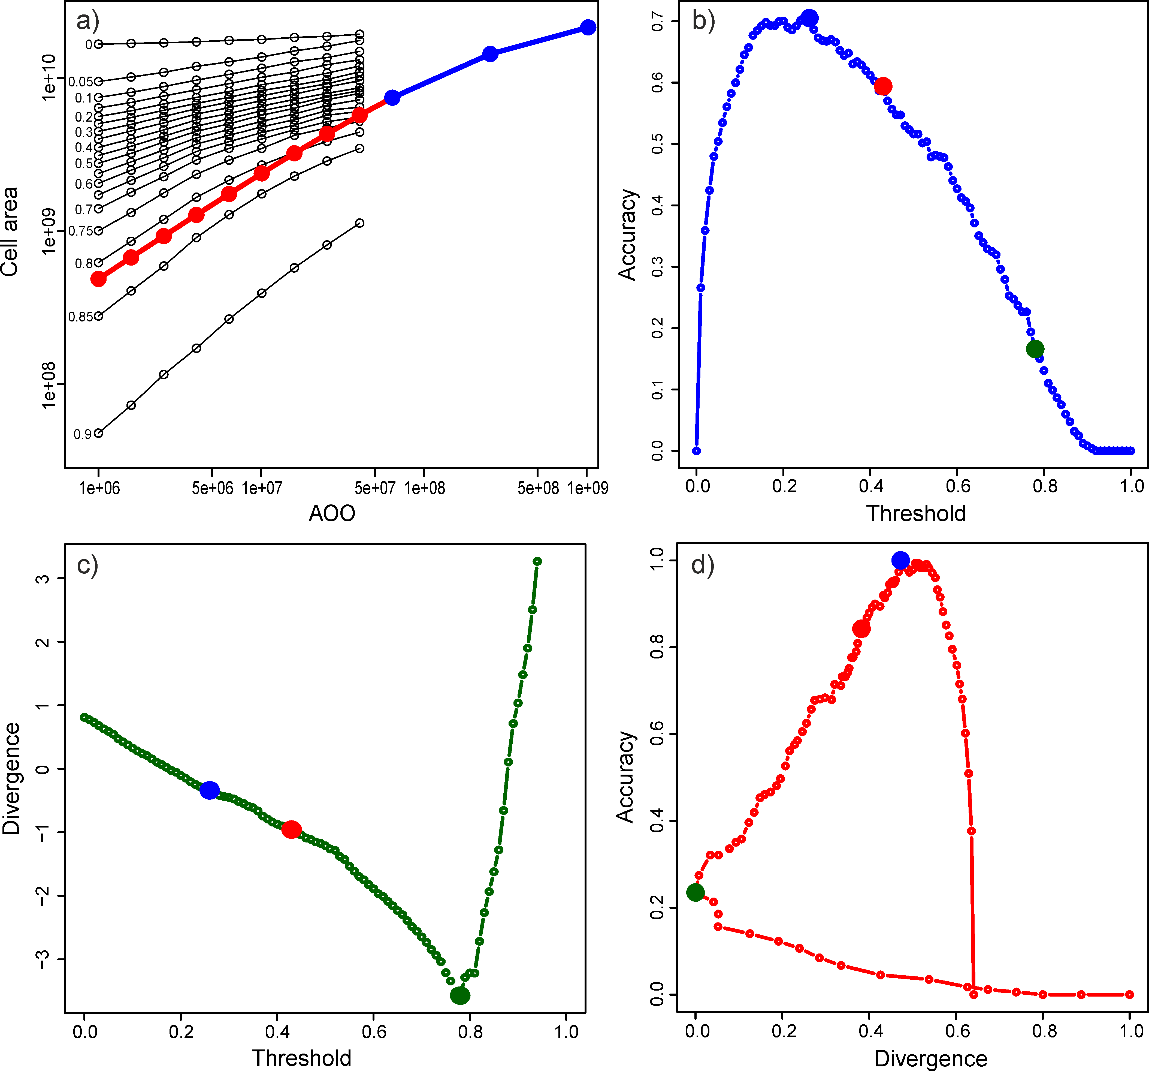 a)
Cell area
1e+10
1e+09
1e+08
0
0.05
0.1
0.2
0.3
0.4
0.5
0.6
0.7
0.75
0.8
0.85
0.9
1e+06 5e+06 1e+07 5e+07 1e+08 5e+08 1e+09
AOO
b)
Accuracy
0.7
0.6
0.5
0.4
0.3
0.2
0.1
0.0
0.0 0.2 0.4 0.6 0.8 1.0
Threshold
c)
Divergence
3
2
1
0
−1
−2
−3
0.0 0.2 0.4 0.6 0.8 1.0
Threshold
d)
Accuracy
1.0
0.8
0.6
0.4
0.2
0.0
0.0 0.2 0.4 0.6 0.8 1.0
Divergence